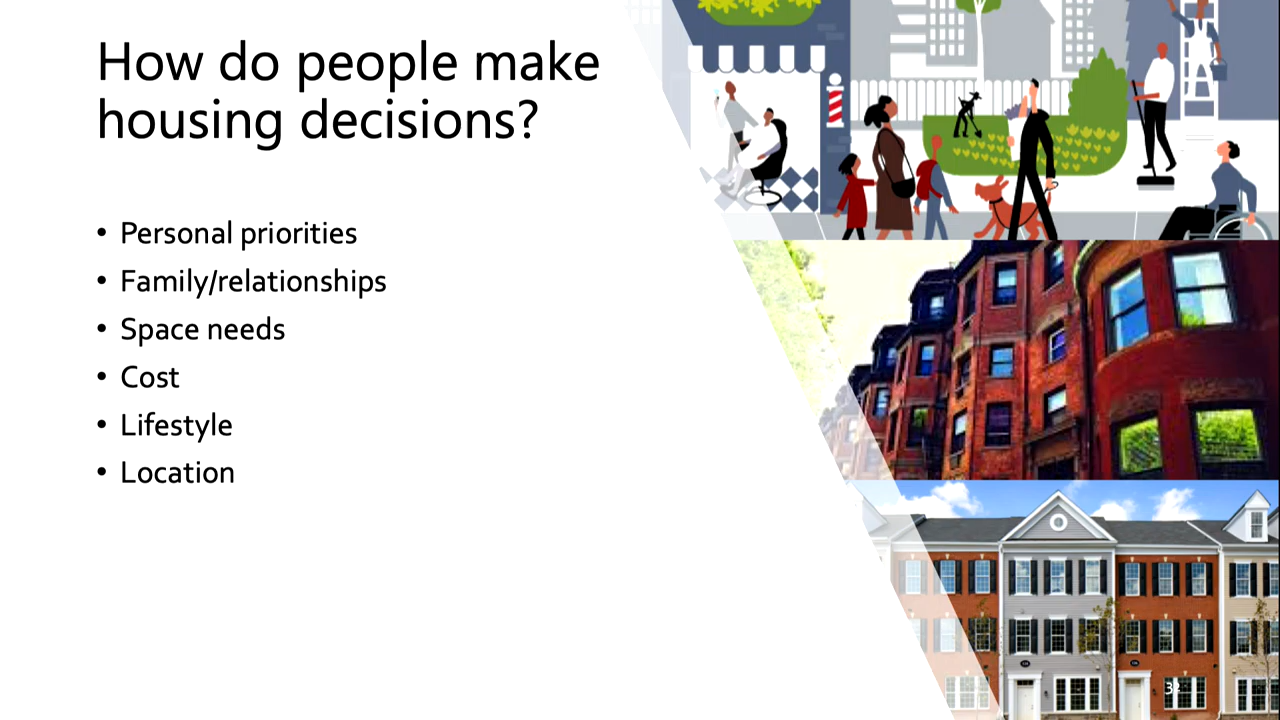 How do people make
housing decisions?
• Personal priorities
• Family/relationships
• Space needs
• Cost
• Lifestyle
• Location